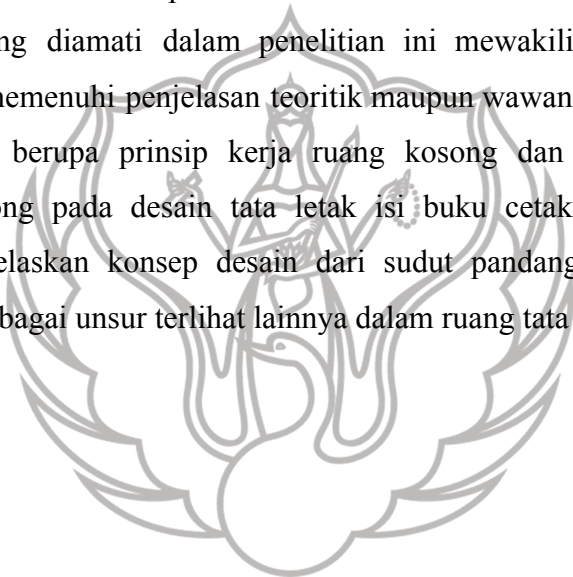 ng diamati dalam penelitian ini mewakili
memenuhi penjelasan teoritik maupun wawan
berupa prinsip kerja ruang kosong dan
ong pada desain tata letak isi buku cetak
elaskan konsep desain dari sudut pandang
bagai unsur terlihat lainnya dalam ruang tata